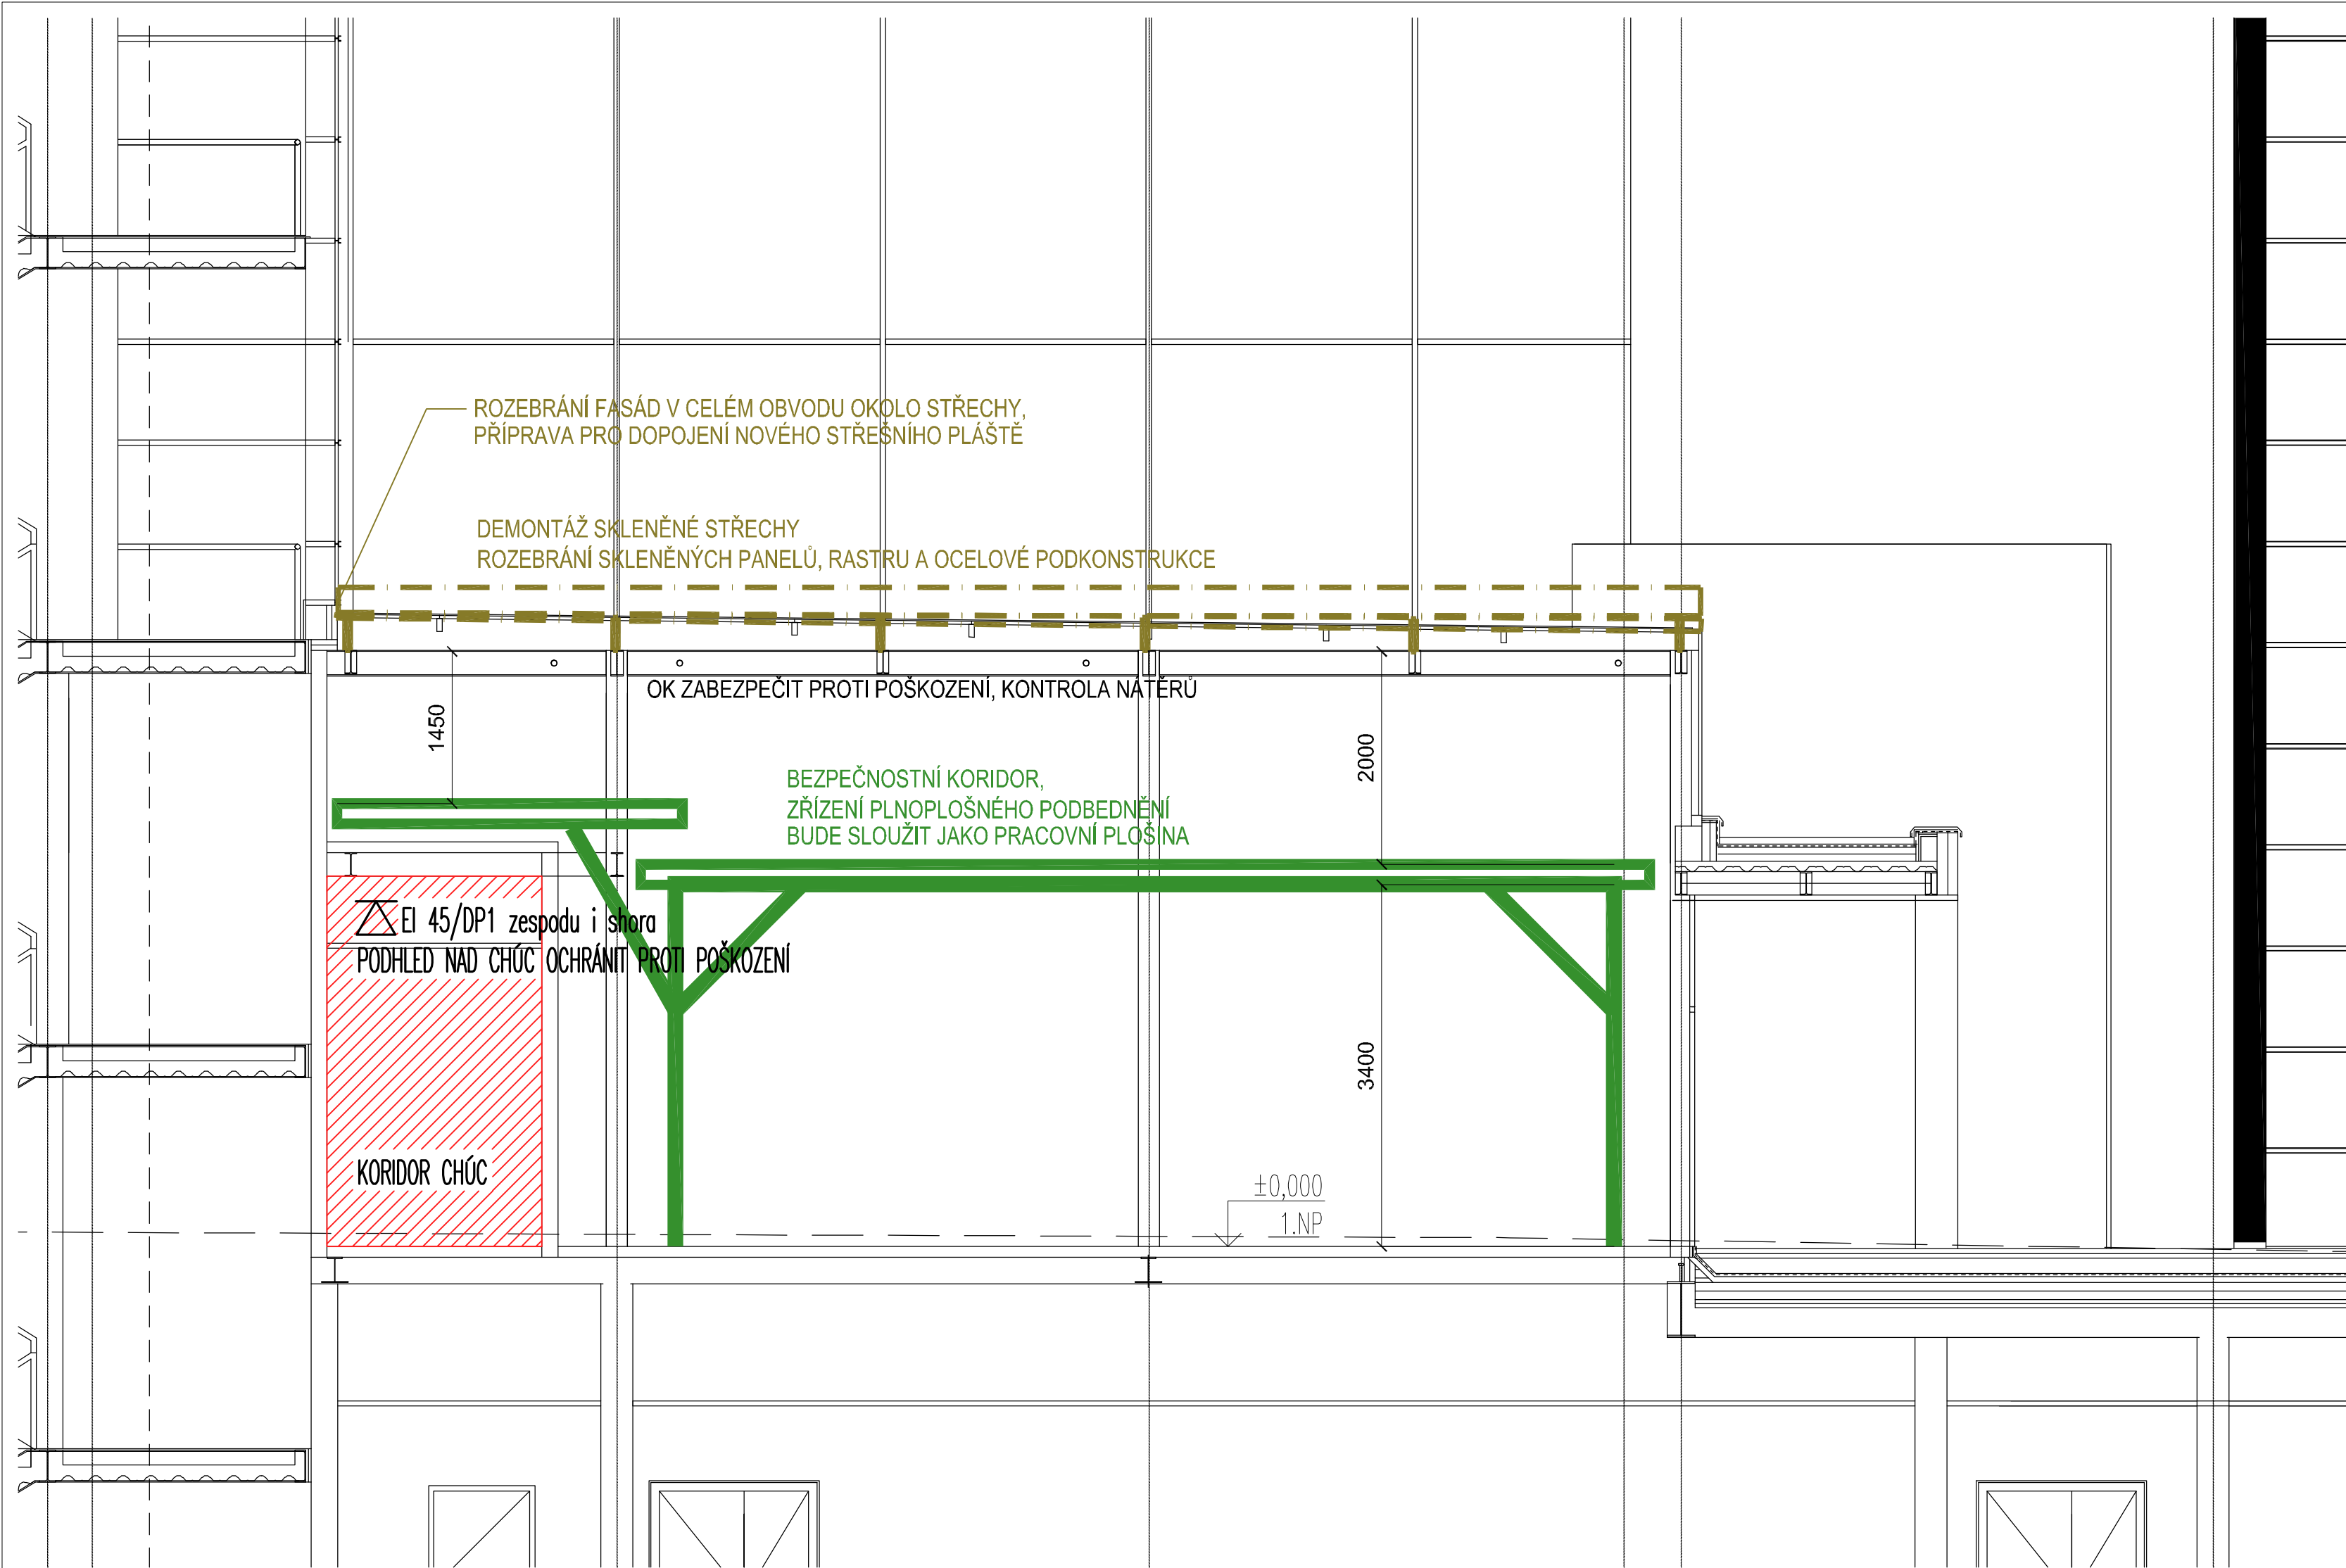 ROZEBRÁNÍ FASÁD V CELÉM OBVODU OKOLO STŘECHY,
PŘÍPRAVA PRO DOPOJENÍ NOVÉHO STŘEŠNÍHO PLÁŠTĚ
DEMONTÁŽ SKLENĚNÉ STŘECHY
ROZEBRÁNÍ SKLENĚNÝCH PANELŮ, RASTRU A OCELOVÉ PODKONSTRUKCE
OK ZABEZPEČIT PROTI POŠKOZENÍ, KONTROLA NÁTĚRŮ
1450
2000
BEZPEČNOSTNÍ KORIDOR,
ZŘÍZENÍ PLNOPLOŠNÉHO PODBEDNĚNÍ
BUDE SLOUŽIT JAKO PRACOVNÍ PLOŠINA
EI 45/DP1 zespodu i shora
PODHLED NAD CHÚC OCHRÁNIT PROTI POŠKOZENÍ
3400
KORIDOR CHÚC
±0,000
1.NP